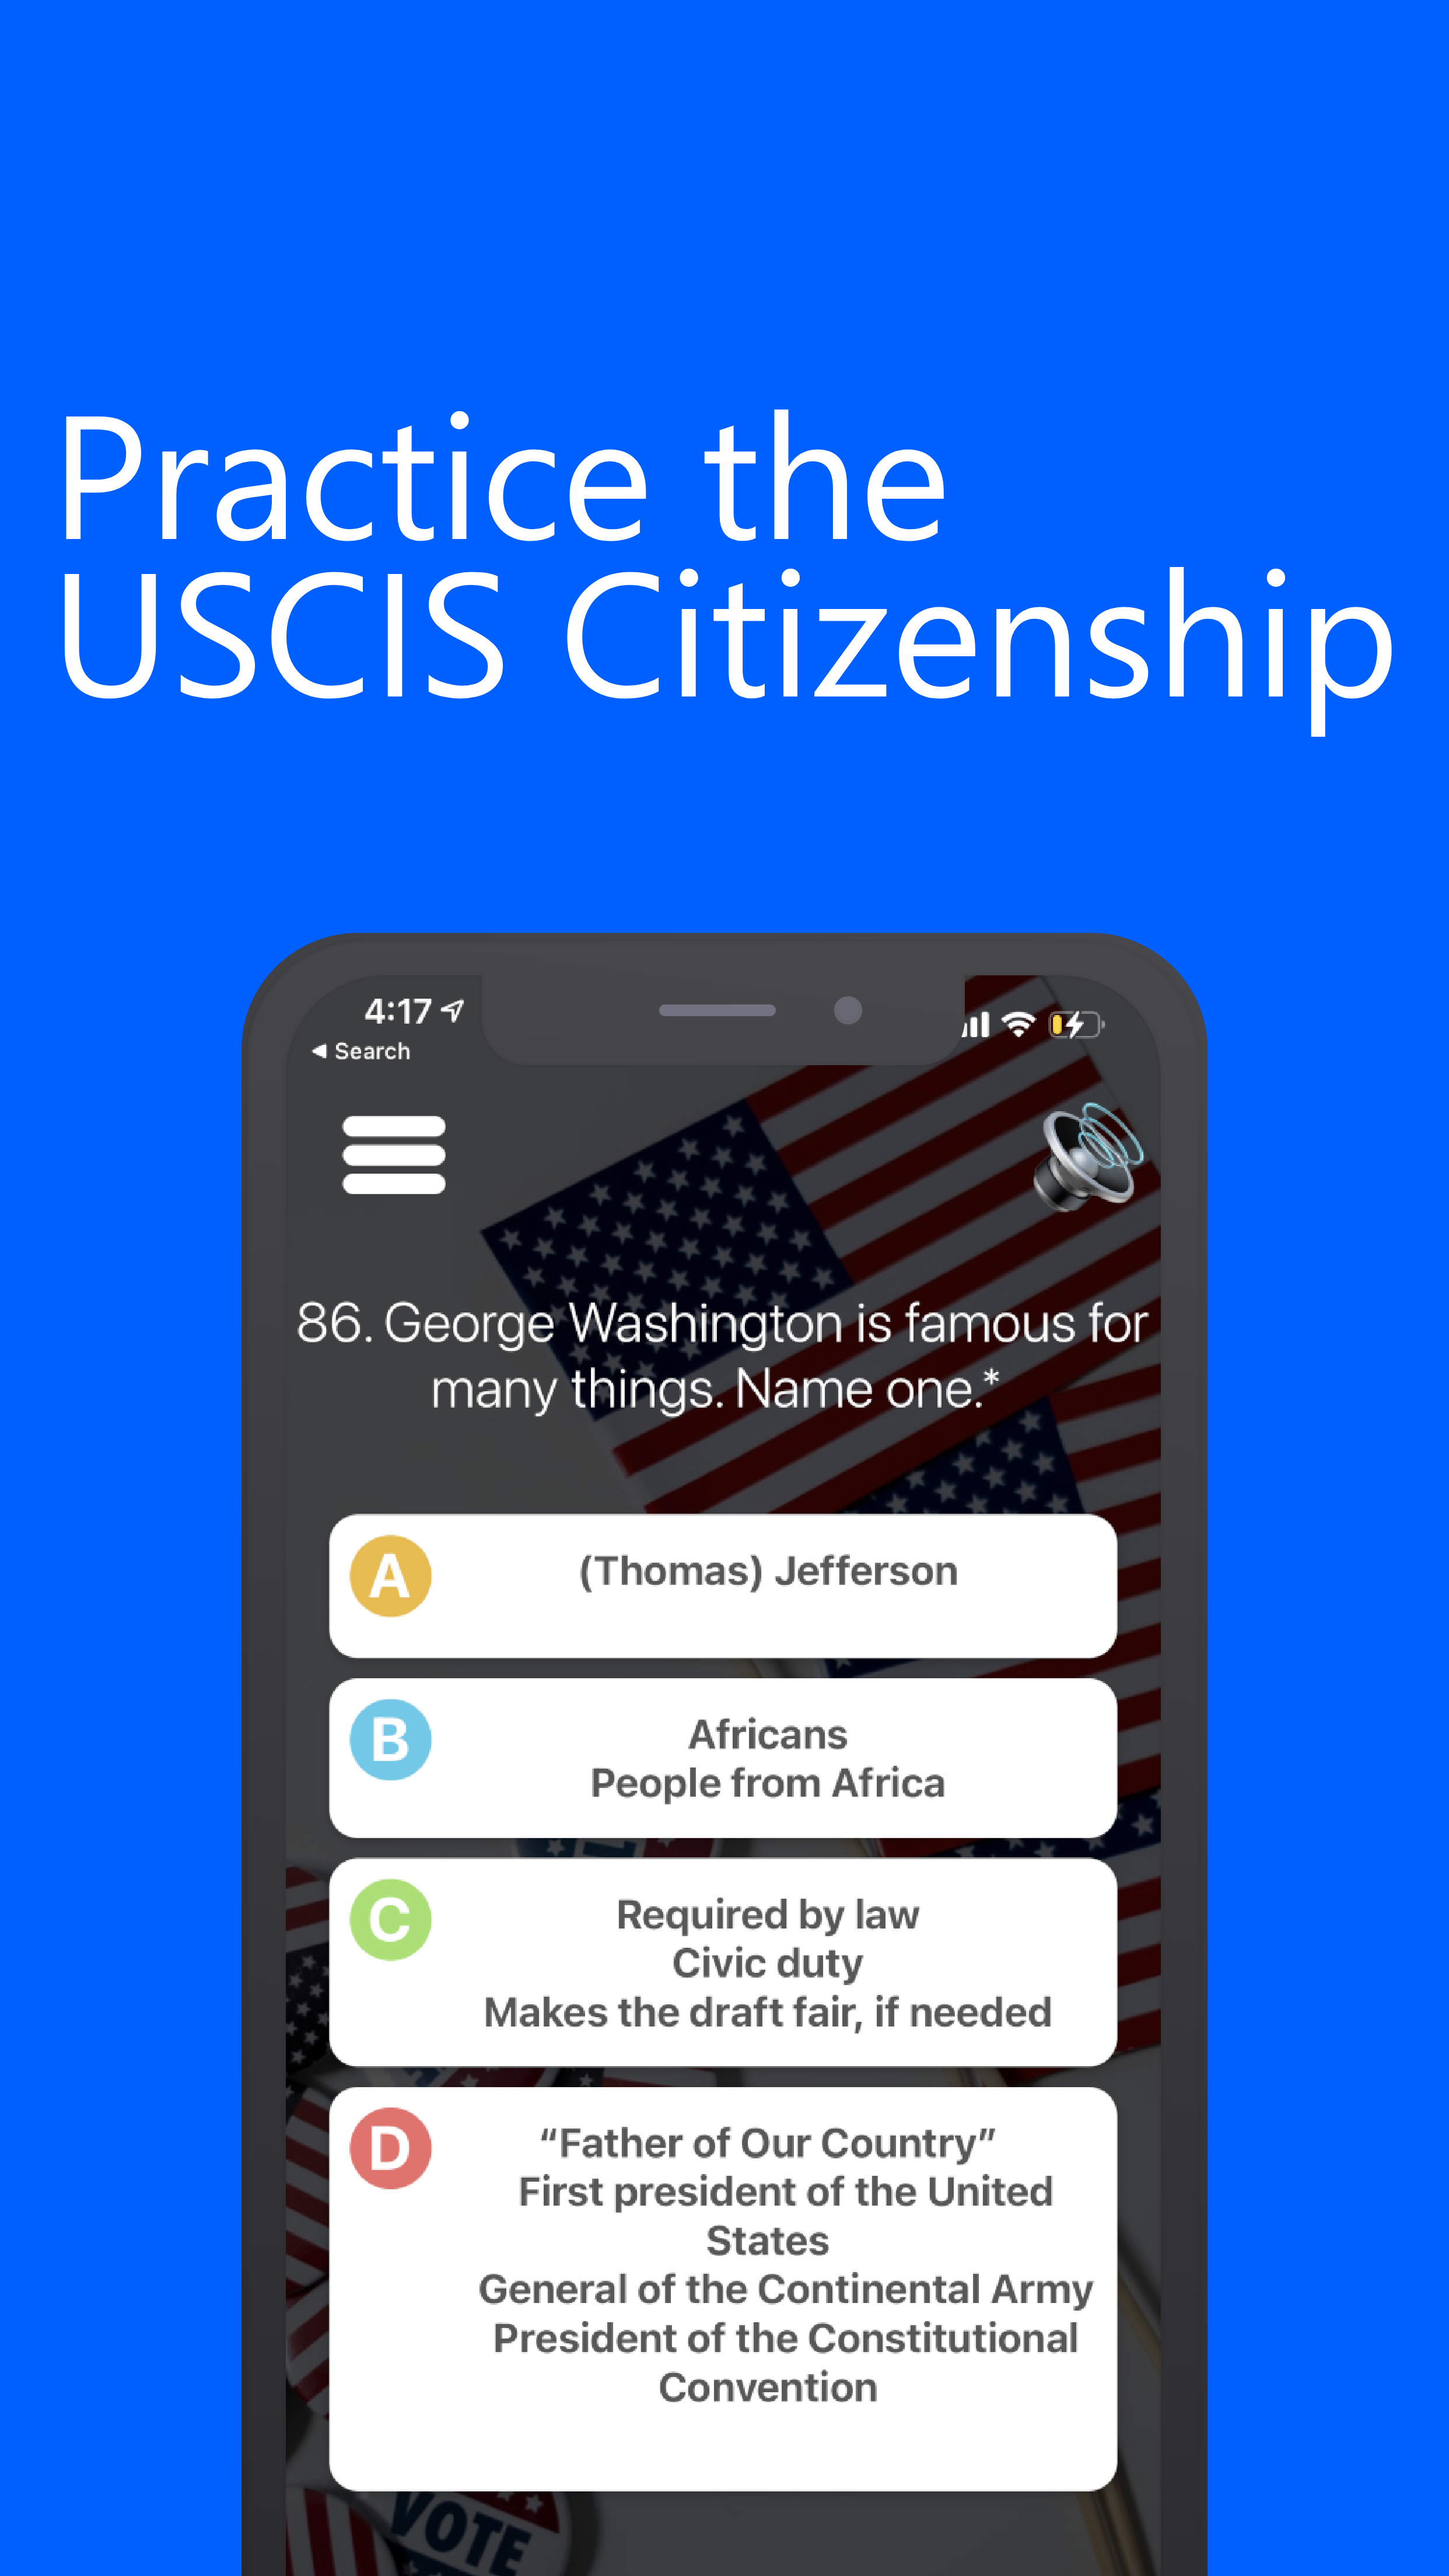 Practice the
USCIS Citizenship
4:17
◀ Search
86. George Washington is famous for
many things. Name one.*
A
(Thomas) Jefferson
B
Africans
People from Africa
C
Required by law
Civic duty
Makes the draft fair, if needed
D
“Father of Our Country”
First president of the United
States
General of the Continental Army
President of the Constitutional
Convention
VOTE